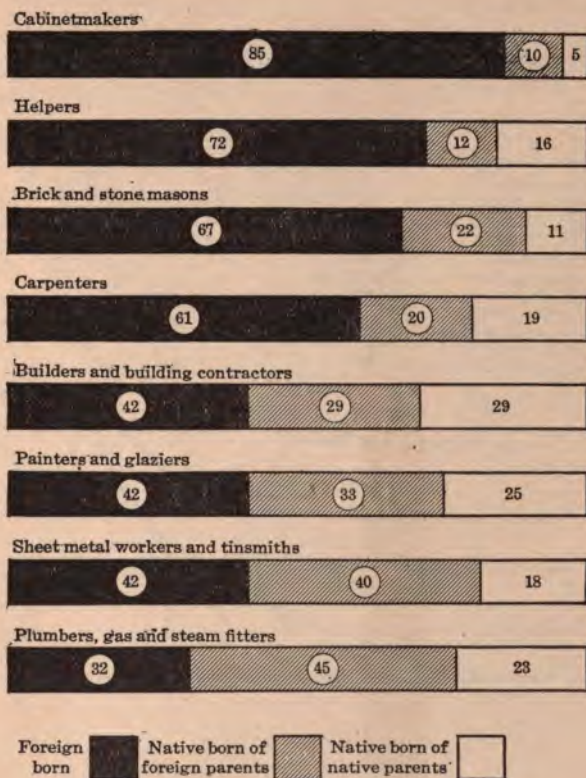 Cabinetmakers
85 10 5
Helpers
72 12 16
Brick and stone masons
67 22 11
Carpenters
61 20 19
Builders and building contractors
42 29 29
Painters and glaziers
42 33 25
Sheet metal workers and tinsmiths
42 40 18
Plumbers, gas and steam fitters
32 45 23
Foreign born
Native born of foreign parents
Native born of native parents